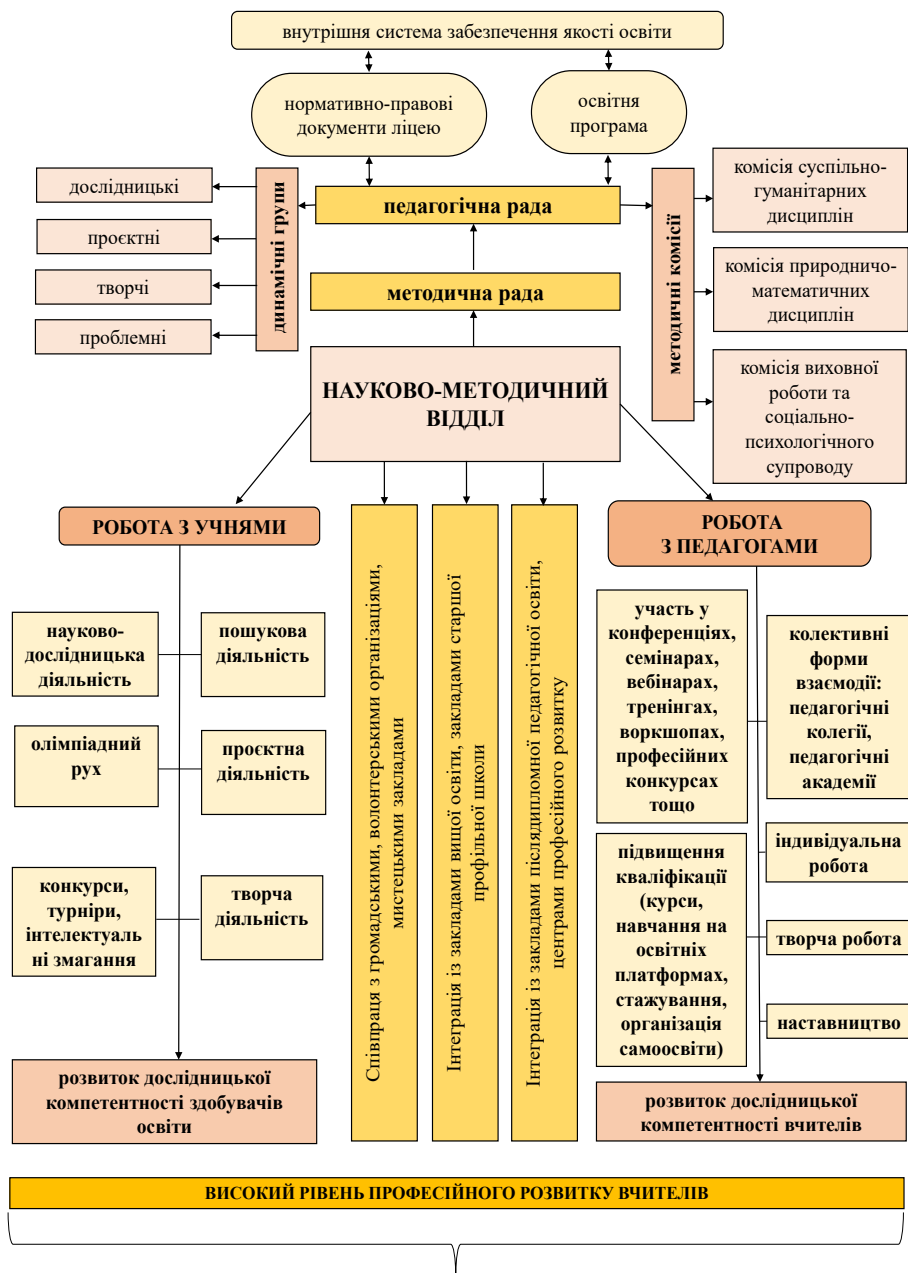 внутрішня система забезпечення якості освіти
нормативно-правові
документи ліцею
освітня
програма
дослідницькі
проєктні
творчі
проблемні
динамічні групи
педагогічна рада
методична рада
методичні комісії
комісія суспільно-
гуманітарних
дисциплін
комісія природничо-
математичних
дисциплін
комісія виховної
роботи та
соціально-
психологічного
супроводу
НАУКОВО-МЕТОДИЧНИЙ
ВІДДІЛ
РОБОТА З УЧНЯМИ
науково-
дослідницька
діяльність
пошукова
діяльність
олімпіадний
рух
проєктна
діяльність
конкурси,
турніри,
інтелектуаль
ні змагання
творча
діяльність
розвиток дослідницької
компетентності здобувачів
освіти
Співпраця з громадськими, волонтерськими організаціями,
мистецькими закладами
Інтеграція із закладами вищої освіти, закладами старшої
профільної школи
Інтеграція із закладами післядипломної педагогічної освіти,
центрами професійного розвитку
РОБОТА
З ПЕДАГОГАМИ
участь у
конференціях,
семінарах,
вебінарах,
тренінгах,
воркшопах,
професійних
конкурсах
тощо
колективні
форми
взаємодії:
педагогічні
колегії,
педагогічні
академії
підвищення
кваліфікації
(курси,
навчання на
освітніх
платформах,
стажування,
організація
самоосвіти)
індивідуальна
робота
творча робота
наставництво
розвиток дослідницької
компетентності вчителів
ВИСОКИЙ РІВЕНЬ ПРОФЕСІЙНОГО РОЗВИТКУ ВЧИТЕЛІВ